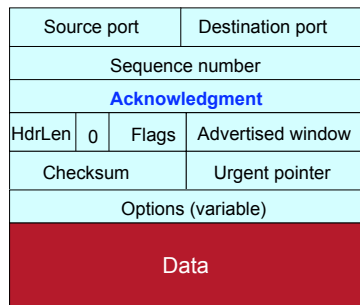 Source port Destination port
Sequence number
Acknowledgment
HdrLen 0 Flags Advertised window
Checksum Urgent pointer
Options (variable)
Data